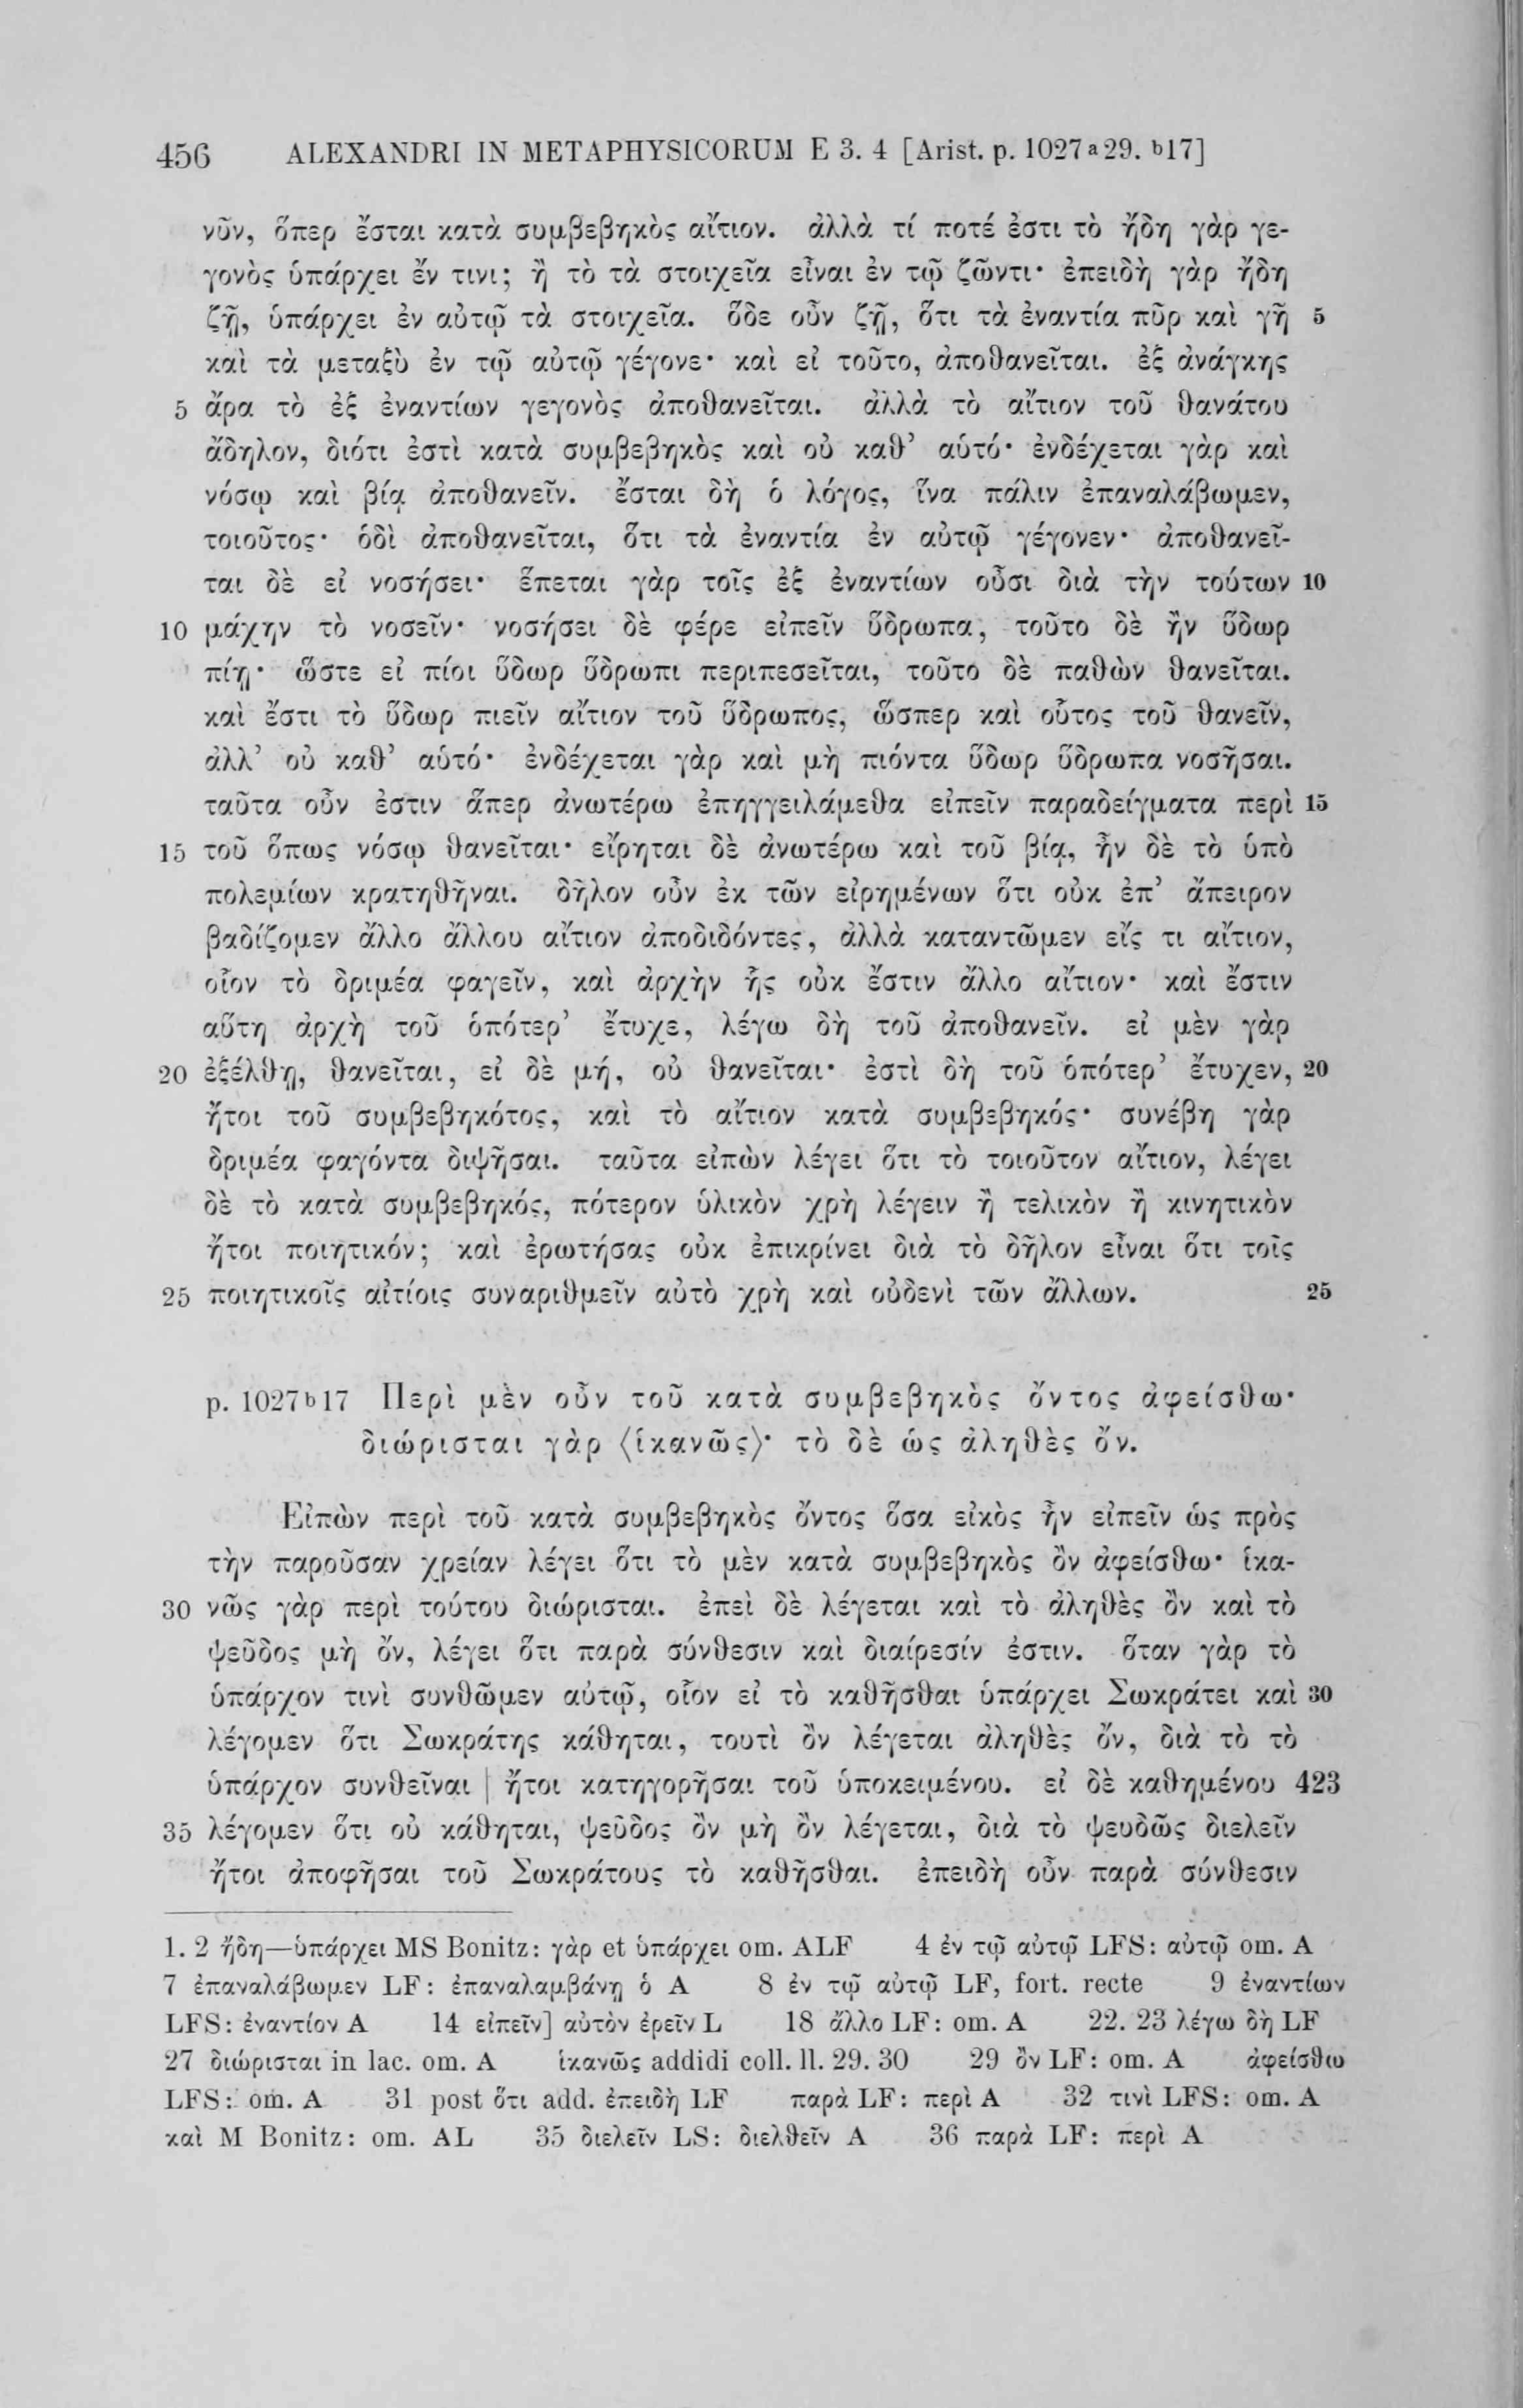 456 ALEXANDRI IN METAPHYSICORUM E 3. 4 [Arist. p. 1027a29. b17]
νῦν, ὅπερ ἔσται κατὰ συμβεβηκὸς αἴτιον. ἀλλὰ τί ποτέ ἐστι τὸ ἤδη γὰρ γε-
γονὸς ὑπάρχει ἔν τινι; ἢ τὸ τὰ στοιχεῖα εἶναι ἐν τῷ ζῶντι· ἐπειδὴ γὰρ ἤδη
ζῇ, ὑπάρχει ἐν αὐτῷ τὰ στοιχεῖα. ὅδε οὖν ζῇ, ὅτι τὰ ἐναντία πῦρ καὶ γῆ 5
καὶ τὰ μεταξὺ ἐν τῷ αὐτῷ γέγονε· καὶ εἰ τοῦτο, ἀποθανεῖται. ἐξ ἀνάγκης
5 ἄρα τὸ ἐξ ἐναντίων γεγονὸς ἀποθανεῖται. ἀλλὰ τὸ αἴτιον τοῦ θανάτου
ἄδηλον, διότι ἐστὶ κατὰ συμβεβηκὸς καὶ οὐ καθ’ αὑτό· ἐνδέχεται γὰρ καὶ
νόσῳ καὶ βίᾳ ἀποθανεῖν. ἔσται δὴ ὁ λόγος, ἵνα πάλιν ἐπαναλάβωμεν,
τοιοῦτος· ὁδὶ ἀποθανεῖται, ὅτι τὰ ἐναντία ἐν αὐτῷ γέγονεν· ἀποθανεῖ-
ται δὲ εἰ νοσήσει· ἕπεται γὰρ τοῖς ἐξ ἐναντίων οὖσι διὰ τὴν τούτων 10
10 μάχην τὸ νοσεῖν· νοσήσει δὲ φέρε εἰπεῖν ὕδρωπα, τοῦτο δὲ ἢν ὕδωρ
πίῃ· ὥστε εἰ πίοι ὕδωρ ὕδρωπι περιπεσεῖται, τοῦτο δὲ παθὼν θανεῖται.
καὶ ἔστι τὸ ὕδωρ πιεῖν αἴτιον τοῦ ὕδρωπος, ὥσπερ καὶ οὗτος τοῦ θανεῖν,
ἀλλ’ οὐ καθ’ αὑτό· ἐνδέχεται γὰρ καὶ μὴ πιόντα ὕδωρ ὕδρωπα νοσῆσαι.
ταῦτα οὖν ἐστιν ἅπερ ἀνωτέρω ἐπηγγειλάμεθα εἰπεῖν παραδείγματα περὶ 15
15 τοῦ ὅπως νόσῳ θανεῖται· εἴρηται δὲ ἀνωτέρω καὶ τοῦ βίᾳ, ἦν δὲ τὸ ὑπὸ
πολεμίων κρατηθῆναι. δῆλον οὖν ἐκ τῶν εἰρημένων ὅτι οὐκ ἐπ’ ἄπειρον
βαδίζομεν ἄλλο ἄλλου αἴτιον ἀποδιδόντες, ἀλλὰ καταντῶμεν εἴς τι αἴτιον,
οἷον τὸ δριμέα φαγεῖν, καὶ ἀρχὴν ἧς οὐκ ἔστιν ἄλλο αἴτιον· καὶ ἔστιν
αὕτη ἀρχὴ τοῦ ὁπότερ’ ἔτυχε, λέγω δὴ τοῦ ἀποθανεῖν. εἰ μὲν γὰρ
20 ἐξέλθῃ, θανεῖται, εἰ δὲ μή, οὐ θανεῖται· ἐστὶ δὴ τοῦ ὁπότερ’ ἔτυχεν, 20
ἤτοι τοῦ συμβεβηκότος, καὶ τὸ αἴτιον κατὰ συμβεβηκός· συνέβη γὰρ
δριμέα φαγόντα διψῆσαι. ταῦτα εἰπὼν λέγει ὅτι τὸ τοιοῦτον αἴτιον, λέγει
δὲ τὸ κατὰ συμβεβηκός, πότερον ὑλικὸν χρὴ λέγειν ἢ τελικὸν ἢ κινητικὸν
ἤτοι ποιητικόν; καὶ ἐρωτήσας οὐκ ἐπικρίνει διὰ τὸ δῆλον εἶναι ὅτι τοῖς
25 ποιητικοῖς αἰτίοις συναριθμεῖν αὐτὸ χρὴ καὶ οὐδενὶ τῶν ἄλλων. 25
p. 1027b17 Περὶ μὲν οὖν τοῦ κατὰ συμβεβηκὸς ὄντος ἀφείσθω·
διώρισται γὰρ ⟨ἱκανῶς⟩· τὸ δὲ ὡς ἀληθὲς ὄν.
Εἰπὼν περὶ τοῦ κατὰ συμβεβηκὸς ὄντος ὅσα εἰκὸς ἦν εἰπεῖν ὡς πρὸς
τὴν παροῦσαν χρείαν λέγει ὅτι τὸ μὲν κατὰ συμβεβηκὸς ὂν ἀφείσθω· ἱκα-
30 νῶς γὰρ περὶ τούτου διώρισται. ἐπεὶ δὲ λέγεται καὶ τὸ ἀληθὲς ὂν καὶ τὸ
ψεῦδος μὴ ὄν, λέγει ὅτι παρὰ σύνθεσιν καὶ διαίρεσίν ἐστιν. ὅταν γὰρ τὸ
ὑπάρχον τινὶ συνθῶμεν αὐτῷ, οἷον εἰ τὸ καθῆσθαι ὑπάρχει Σωκράτει καὶ 30
λέγομεν ὅτι Σωκράτης κάθηται, τουτὶ ὂν λέγεται ἀληθὲς ὄν, διὰ τὸ τὸ
ὑπάρχον συνθεῖναι | ἤτοι κατηγορῆσαι τοῦ ὑποκειμένου. εἰ δὲ καθημένου 423
35 λέγομεν ὅτι οὐ κάθηται, ψεῦδος ὂν μὴ ὂν λέγεται, διὰ τὸ ψευδῶς διελεῖν
ἤτοι ἀποφῆσαι τοῦ Σωκράτους τὸ καθῆσθαι. ἐπειδὴ οὖν παρὰ σύνθεσιν
1. 2 ἤδη—ὑπάρχει MS Bonitz: γὰρ et ὑπάρχει om. ALF 4 ἐν τῷ αὐτῷ LFS: αὐτῷ om. A
7 ἐπαναλάβωμεν LF: ἐπαναλαμβάνῃ ὁ A 8 ἐν τῷ αὐτῷ LF, fort. recte 9 ἐναντίων
LFS: ἐναντίον A 14 εἰπεῖν] αὐτὸν ἐρεῖν L 18 ἄλλο LF: om. A 22. 23 λέγω δὴ LF
27 διώρισται in lac. om. A ἱκανῶς addidi coll. ll. 29. 30 29 ὂν LF: om. A ἀφείσθω
LFS: om. A 31 post ὅτι add. ἐπειδὴ LF παρὰ LF: περὶ A 32 τινὶ LFS: om. A
καὶ M Bonitz: om. AL 35 διελεῖν LS: διελθεῖν A 36 παρὰ LF: περὶ A